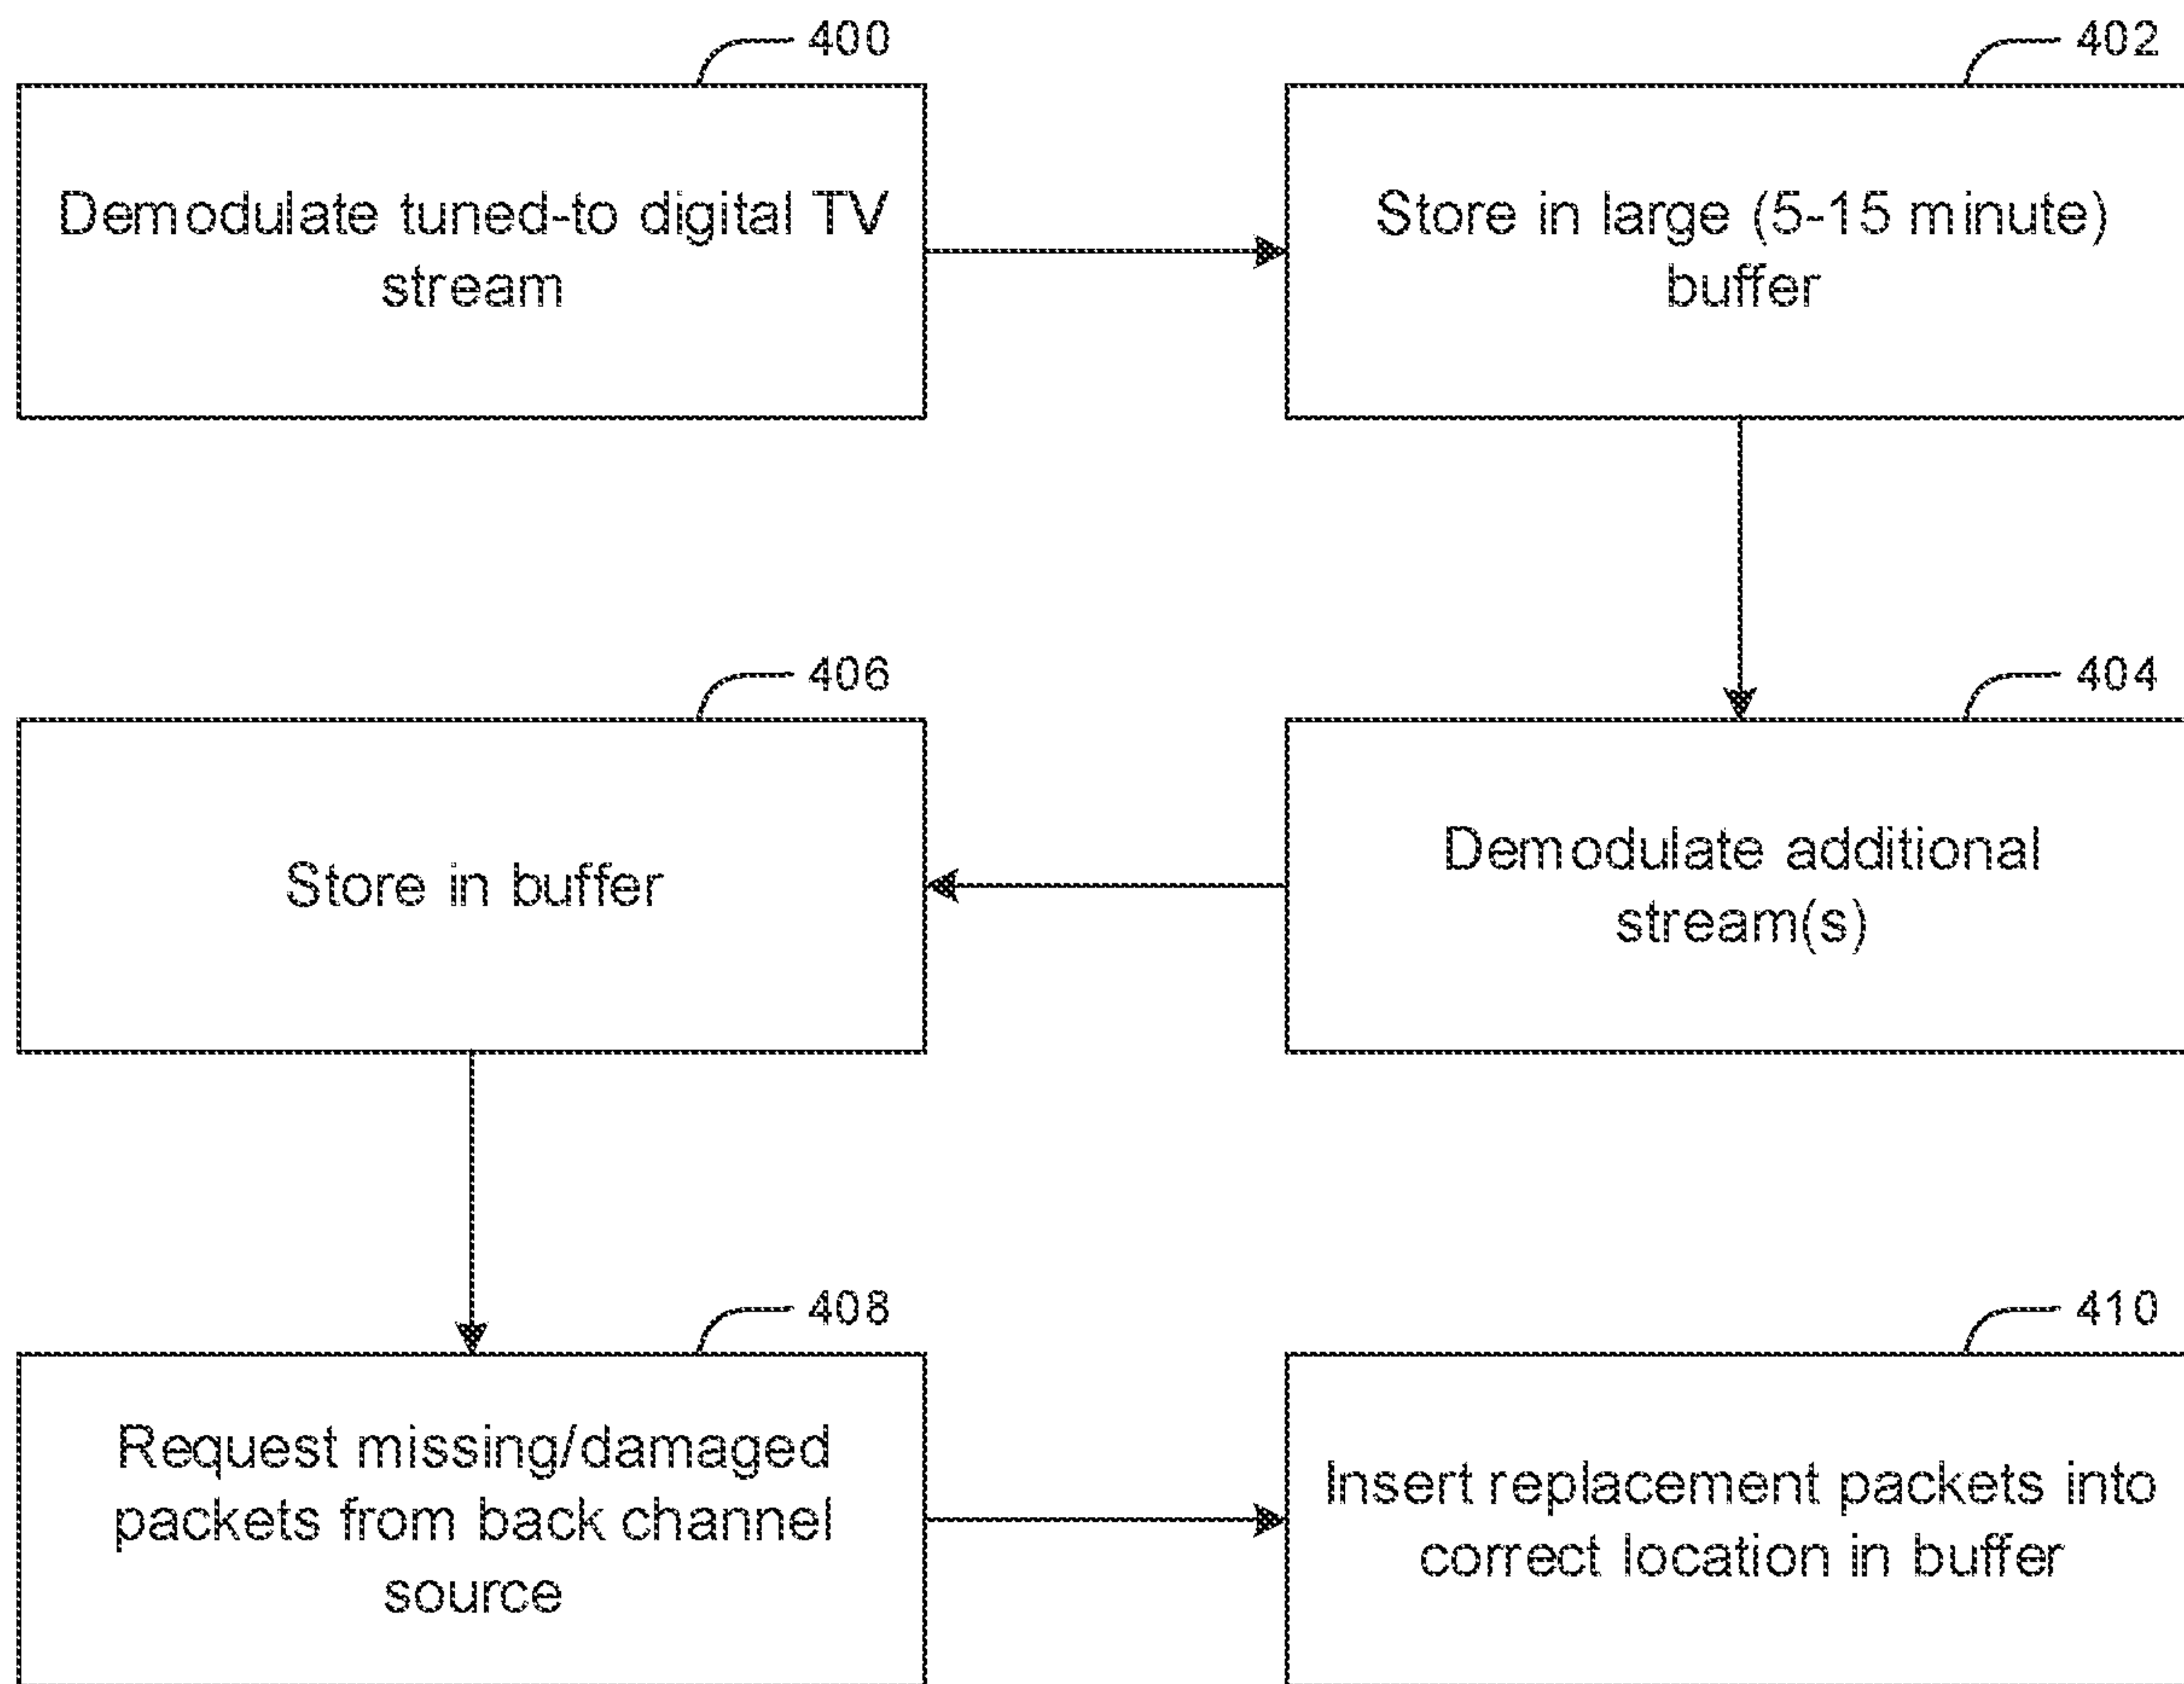 400
Demodulate tuned-to digital TV
stream
402
Store in large (5-15 minute)
buffer
406
Store in buffer
404
Demodulate additional
stream(s)
408
Request missing/damaged
packets from back channel
source
410
Insert replacement packets into
correct location in buffer